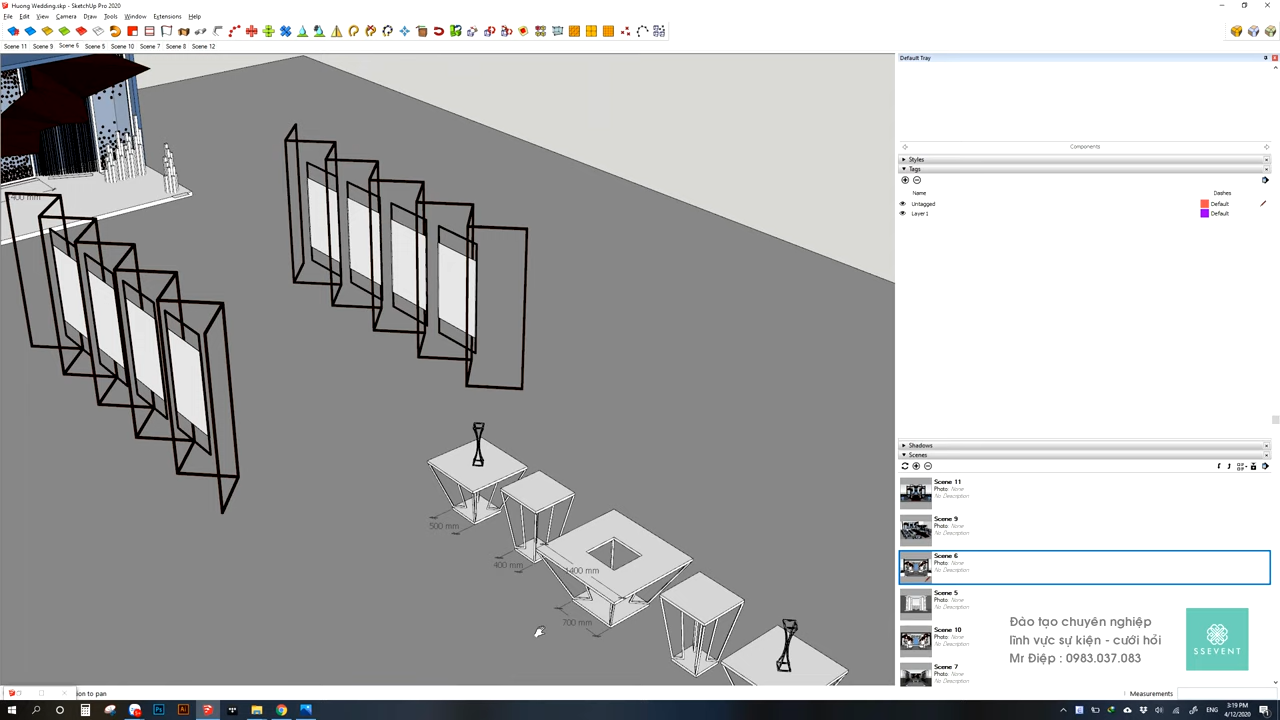 Huong Wedding.skp - SketchUp Pro 2020
File Edit View Camera Draw Tools Window Extensions Help
Scene 11 Scene 9 Scene 6 Scene 5 Scene 10 Scene 7 Scene 8 Scene 12
Default Tray
Components
Styles
Tags
Name Dashes
Untagged Default
Layer1 Default
500 mm
400 mm
1400 mm
700 mm
Shadows
Scenes
Scene 11
Photo: None
No Description
Scene 9
Photo: None
No Description
Scene 6
Photo: None
No Description
Scene 5
Photo: None
No Description
Scene 10
Photo: None
No Description
Scene 7
Photo: None
No Description
Đào tạo chuyên nghiệp
lĩnh vực sự kiện - cưới hỏi
Mr Điệp : 0983.037.083
SSEVENT
to pan
Measurements
ENG
3:19 PM
4/12/2020